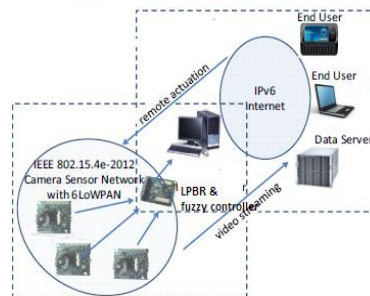 End User
remote actuation
IPv6
Internet
End User
Data Server
IEEE 802.15.4e-2012
Camera Sensor Network
with 6LoWPAN
LPBR &
fuzzy controller
video streaming